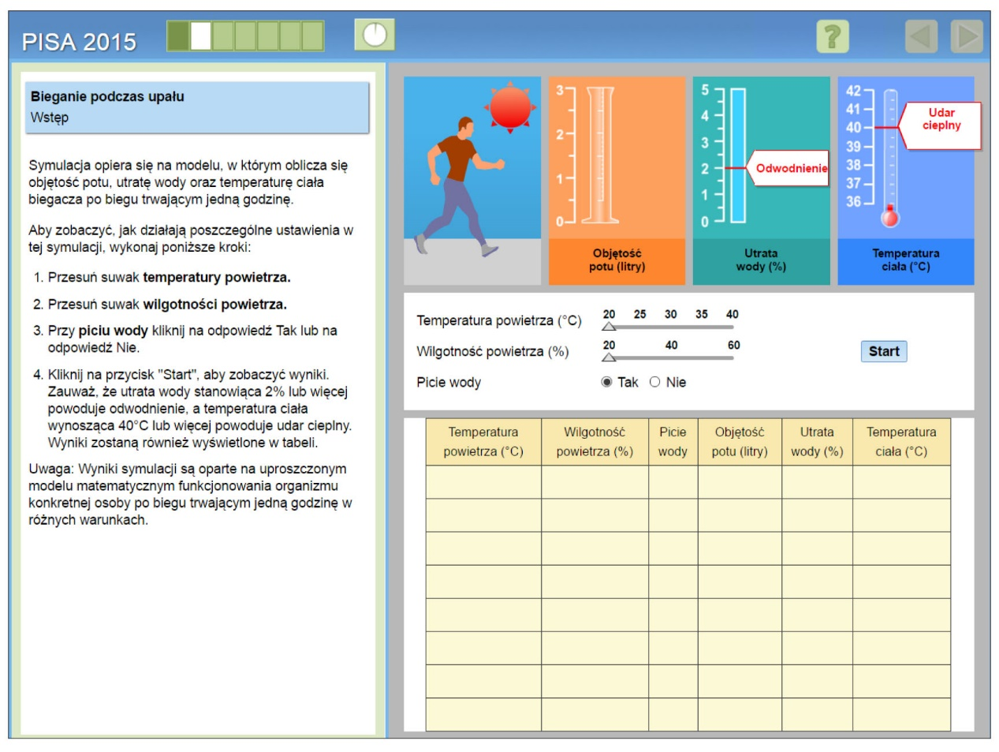 PISA 2015
?
Bieganie podczas upału
Wstęp
Symulacja opiera się na modelu, w którym oblicza się
objętość potu, utratę wody oraz temperaturę ciała
biegacza po biegu trwającym jedną godzinę.
Aby zobaczyć, jak działają poszczególne ustawienia w
tej symulacji, wykonaj poniższe kroki:
1. Przesuń suwak temperatury powietrza.
2. Przesuń suwak wilgotności powietrza.
3. Przy piciu wody kliknij na odpowiedź Tak lub na
odpowiedź Nie.
4. Kliknij na przycisk "Start", aby zobaczyć wyniki.
Zauważ, że utrata wody stanowiąca 2% lub więcej
powoduje odwodnienie, a temperatura ciała
wynosząca 40°C lub więcej powoduje udar cieplny.
Wyniki zostaną również wyświetlone w tabeli.
Uwaga: Wyniki symulacji są oparte na uproszczonym
modelu matematycznym funkcjonowania organizmu
konkretnej osoby po biegu trwającym jedną godzinę w
różnych warunkach.
3
2
1
0
Objętość
potu (litry)
5
4
3
2
1
0
Odwodnienie
Utrata
wody (%)
42
41
40
39
38
37
36
Udar
cieplny
Temperatura
ciała (°C)
Temperatura powietrza (°C) 20 25 30 35 40
Wilgotność powietrza (%) 20 40 60
Start
Picie wody Tak Nie
Temperatura powietrza (°C)
Wilgotność powietrza (%)
Picie wody
Objętość potu (litry)
Utrata wody (%)
Temperatura ciała (°C)